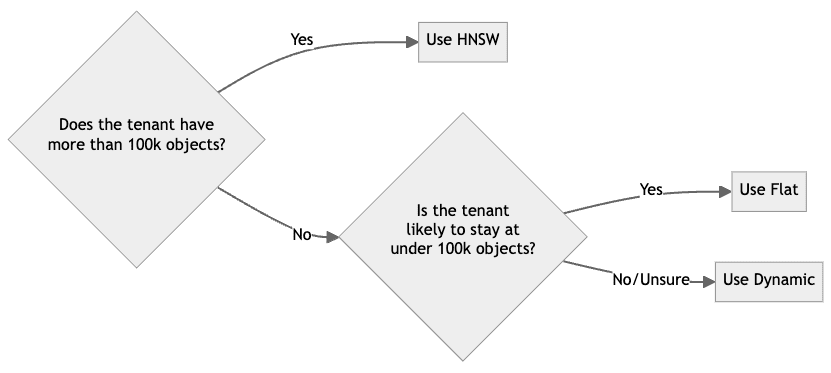 Does the tenant have
more than 100k objects?
Yes
Use HNSW
No
Is the tenant
likely to stay at
under 100k objects?
Yes
Use Flat
No/Unsure
Use Dynamic